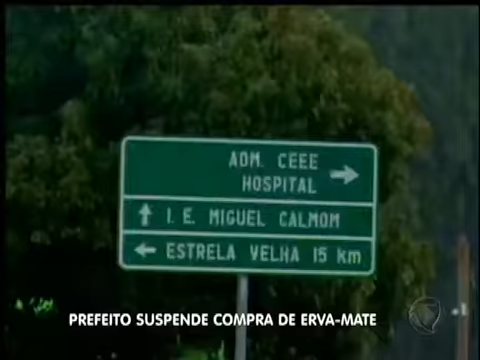 ADM. CEEE
HOSPITAL
I. E. MIGUEL CALMOM
ESTRELA VELHA 15 km
PREFEITO SUSPENDE COMPRA DE ERVA-MATE